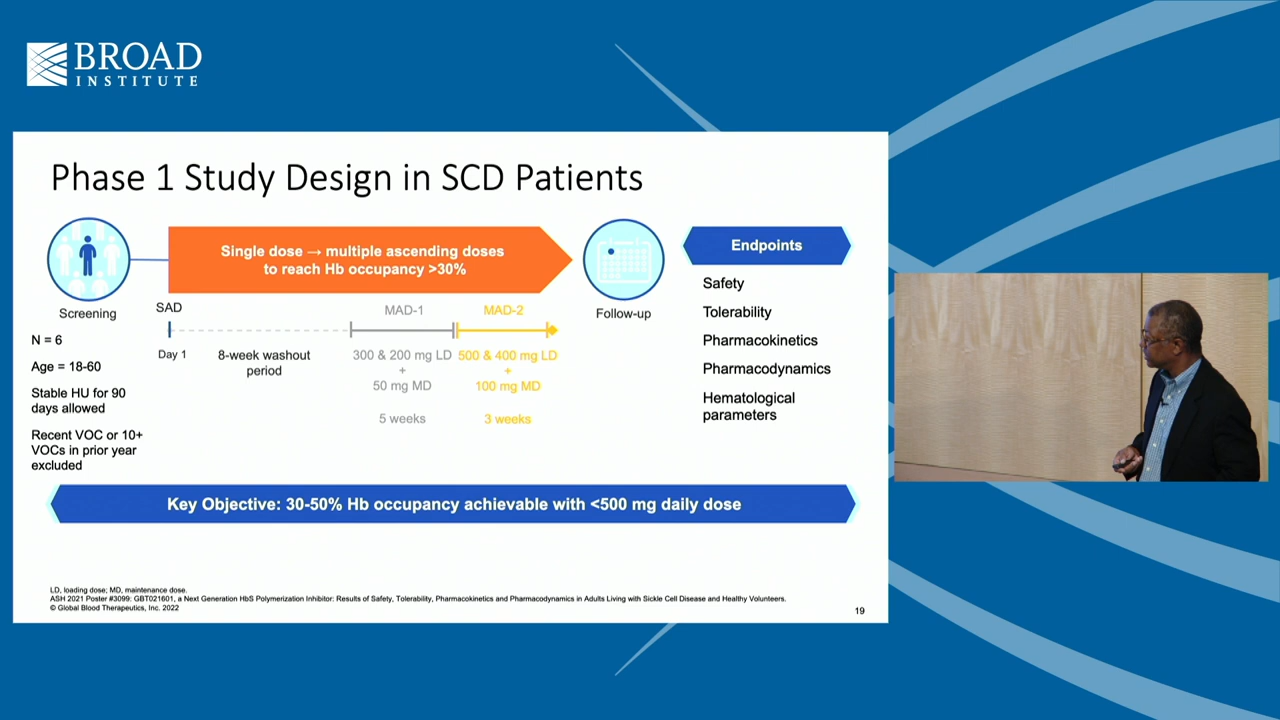 BROAD
INSTITUTE
Phase 1 Study Design in SCD Patients
Single dose → multiple ascending doses
to reach Hb occupancy >30%
Endpoints
Screening
SAD
MAD-1
MAD-2
Follow-up
Day 1
8-week washout
period
300 & 200 mg LD
+
50 mg MD
5 weeks
500 & 400 mg LD
+
100 mg MD
3 weeks
N = 6
Age = 18-60
Stable HU for 90
days allowed
Recent VOC or 10+
VOCs in prior year
excluded
Safety
Tolerability
Pharmacokinetics
Pharmacodynamics
Hematological
parameters
Key Objective: 30-50% Hb occupancy achievable with <500 mg daily dose
LD, loading dose; MD, maintenance dose.
ASH 2021 Poster #3099: GBT021601, a Next Generation HbS Polymerization Inhibitor: Results of Safety, Tolerability, Pharmacokinetics and Pharmacodynamics in Adults Living with Sickle Cell Disease and Healthy Volunteers.
© Global Blood Therapeutics, Inc. 2022
19